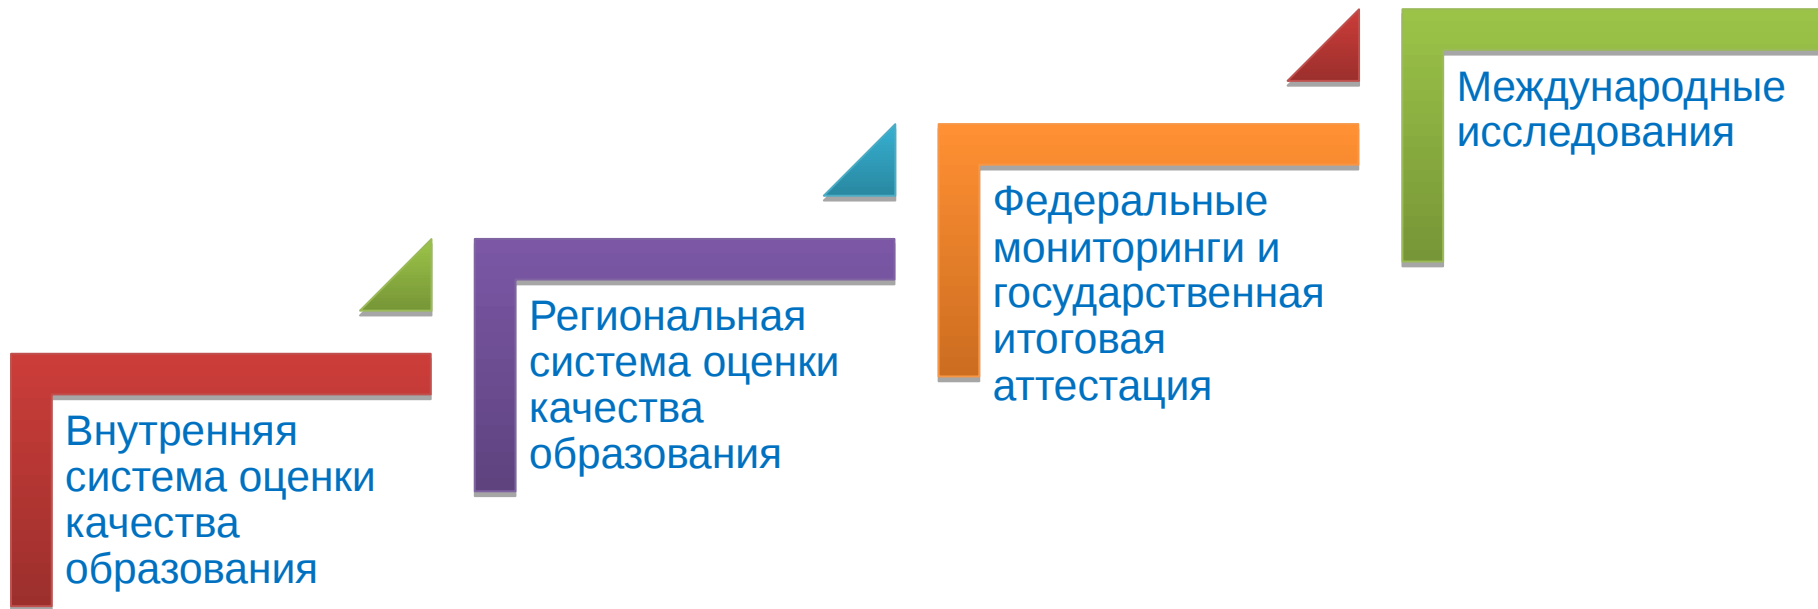 Внутренняя
система оценки
качества
образования
Региональная
система оценки
качества
образования
Федеральные
мониторинги и
государственная
итоговая
аттестация
Международные
исследования